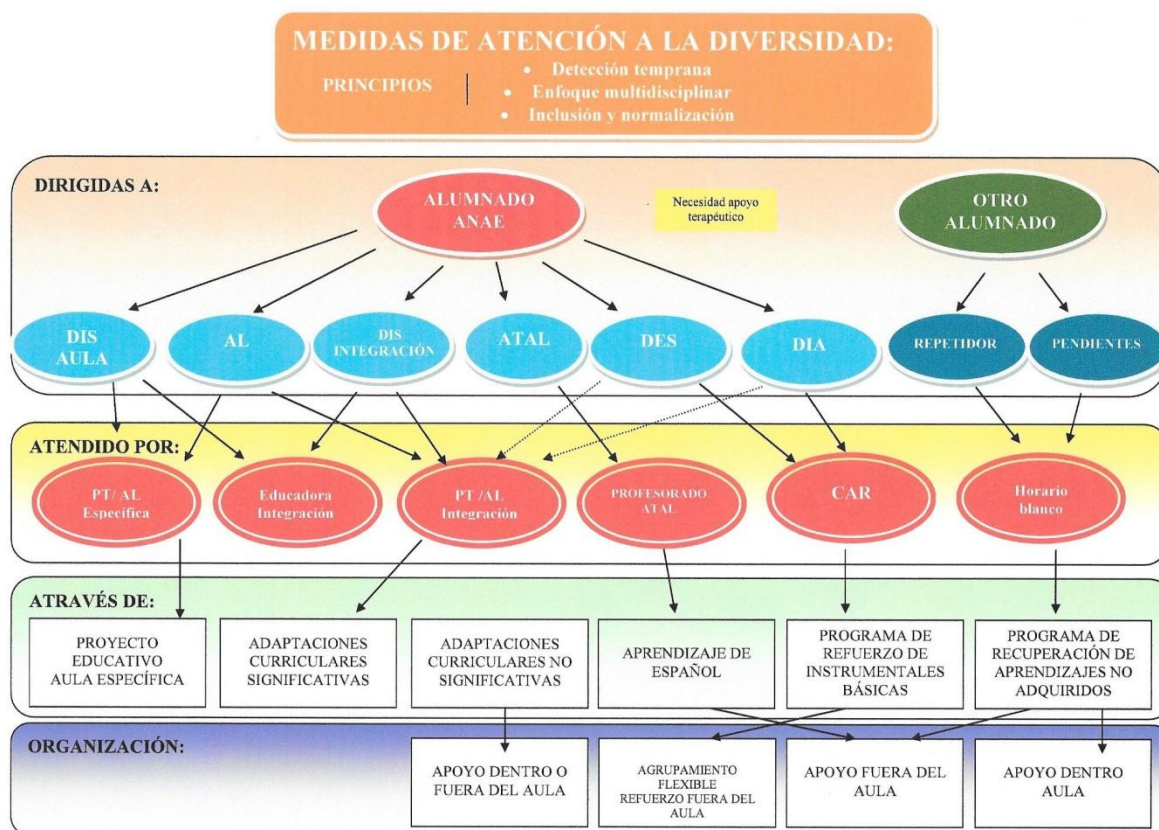 MEDIDAS DE ATENCIÓN A LA DIVERSIDAD:
PRINCIPIOS
• Detección temprana
• Enfoque multidisciplinar
• Inclusión y normalización
DIRIGIDAS A:
ALUMNADO
ANAE
Necesidad apoyo
terapéutico
OTRO
ALUMNADO
DIS
AULA
AL
DIS
INTEGRACIÓN
ATAL
DES
DIA
REPETIDOR
PENDIENTES
ATENDIDO POR:
PT/ AL
Específica
Educadora
Integración
PT /AL
Integración
PROFESORADO
ATAL
CAR
Horario
blanco
ATRAVÉS DE:
PROYECTO
EDUCATIVO
AULA ESPECÍFICA
ADAPTACIONES
CURRICULARES
SIGNIFICATIVAS
ADAPTACIONES
CURRICULARES NO
SIGNIFICATIVAS
APRENDIZAJE DE
ESPAÑOL
PROGRAMA DE
REFUERZO DE
INSTRUMENTALES
BÁSICAS
PROGRAMA DE
RECUPERACIÓN DE
APRENDIZAJES NO
ADQUIRIDOS
ORGANIZACIÓN:
APOYO DENTRO O
FUERA DEL AULA
AGRUPAMIENTO
FLEXIBLE
REFUERZO FUERA DEL
AULA
APOYO FUERA DEL
AULA
APOYO DENTRO
AULA